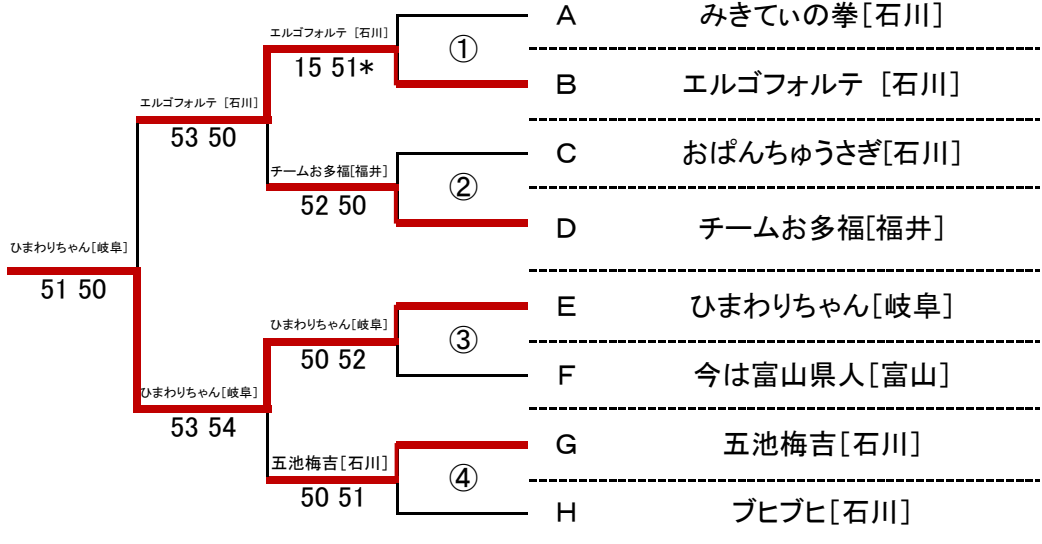 A みきてぃの拳[石川]
エルゴフォルテ [石川]
①
15 51*
B エルゴフォルテ [石川]
エルゴフォルテ [石川]
53 50
C おぱんちゅうさぎ[石川]
チームお多福[福井]
②
52 50
D チームお多福[福井]
ひまわりちゃん[岐阜]
51 50
E ひまわりちゃん[岐阜]
ひまわりちゃん[岐阜]
③
50 52
F 今は富山県人[富山]
ひまわりちゃん[岐阜]
53 54
G 五池梅吉[石川]
五池梅吉[石川]
④
50 51
H ブヒブヒ[石川]